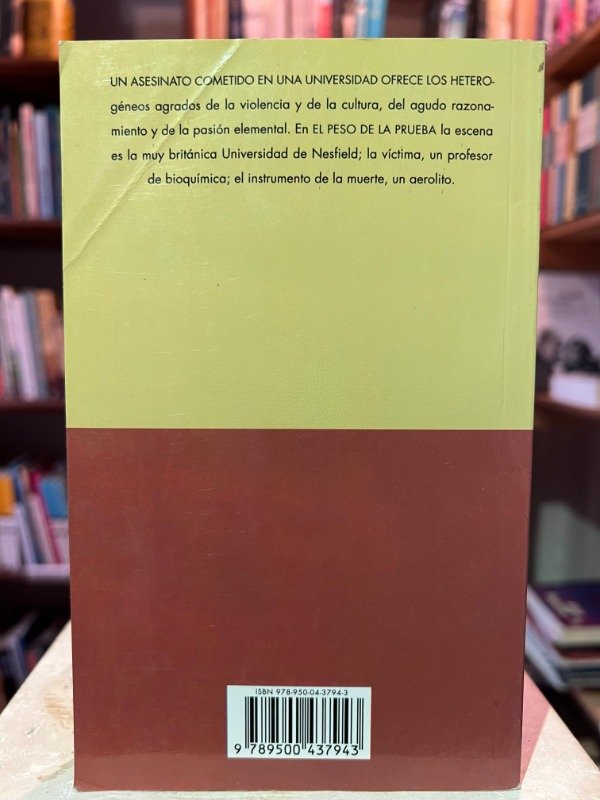 UN ASESINATO COMETIDO EN UNA UNIVERSIDAD OFRECE LOS HETERO-
géneos agrados de la violencia y de la cultura, del agudo razona-
miento y de la pasión elemental. En EL PESO DE LA PRUEBA la escena
es la muy británica Universidad de Nesfield; la víctima, un profesor
de bioquímica; el instrumento de la muerte, un aerolito.
ISBN 978-950-04-3794-3
9 789500 437943